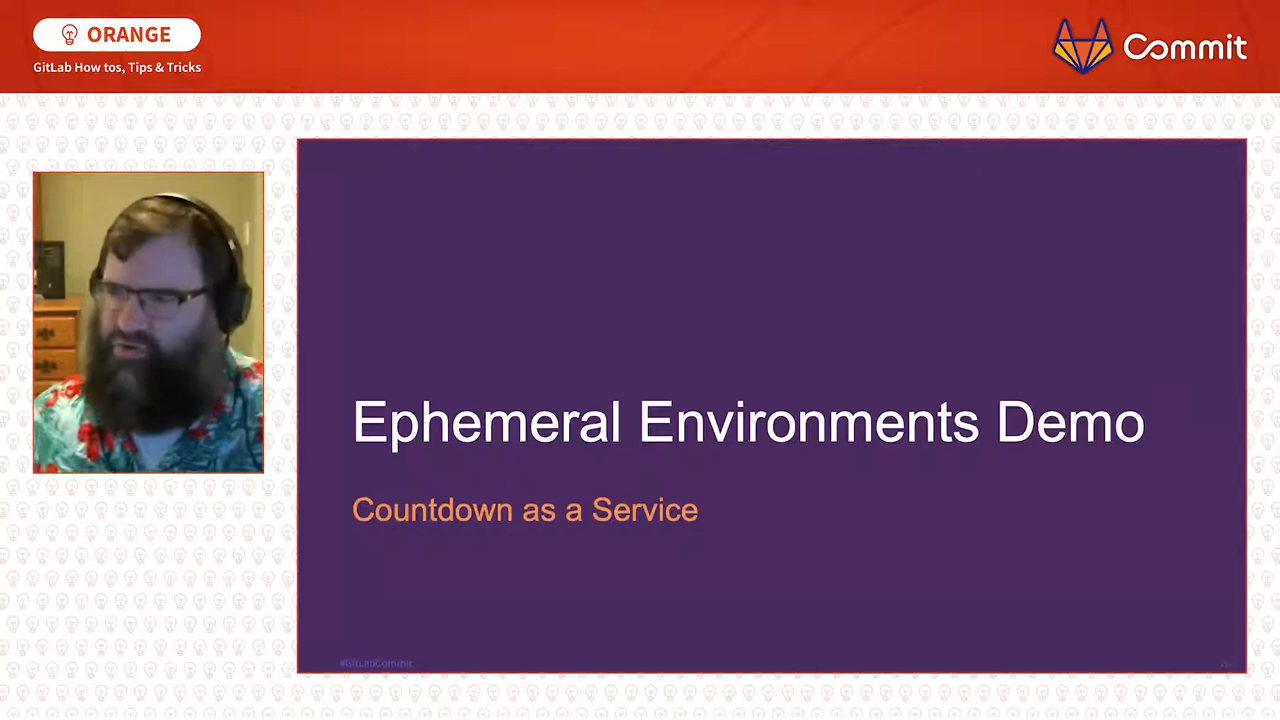 ORANGE
GitLab How tos, Tips & Tricks
Commit
Ephemeral Environments Demo
Countdown as a Service
#GitLabCommit